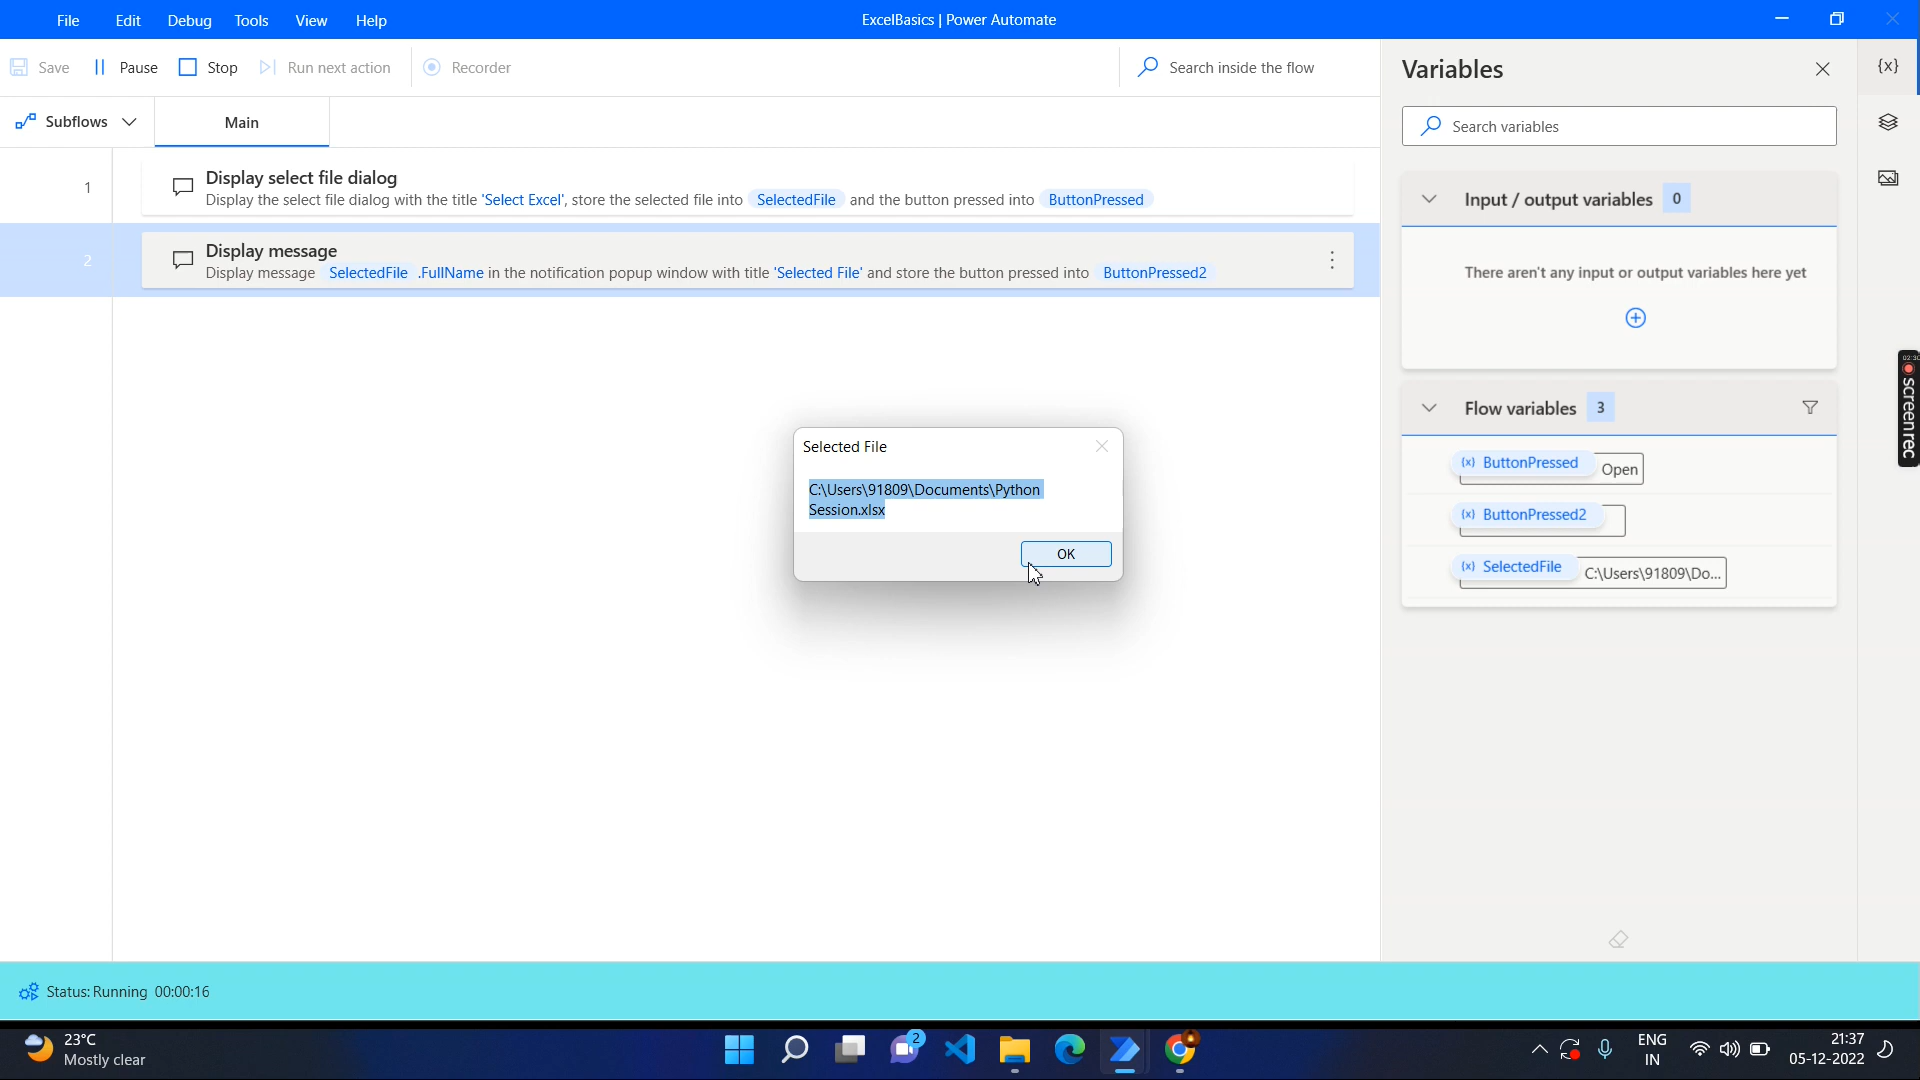 File Edit Debug Tools View Help
ExcelBasics | Power Automate
Save Pause Stop Run next action Recorder
Search inside the flow
Subflows Main
1
Display select file dialog
Display the select file dialog with the title 'Select Excel', store the selected file into SelectedFile and the button pressed into ButtonPressed
2
Display message
Display message SelectedFile .FullName in the notification popup window with title 'Selected File' and store the button pressed into ButtonPressed2
Selected File
C:\Users\91809\Documents\Python
Session.xlsx
OK
Variables
{x}
Search variables
Input / output variables 0
There aren't any input or output variables here yet
Flow variables 3
(x) ButtonPressed Open
(x) ButtonPressed2
(x) SelectedFile C:\Users\91809\Do...
screenrec
Status: Running 00:00:16
23°C
Mostly clear
2
ENG
IN
21:37
05-12-2022